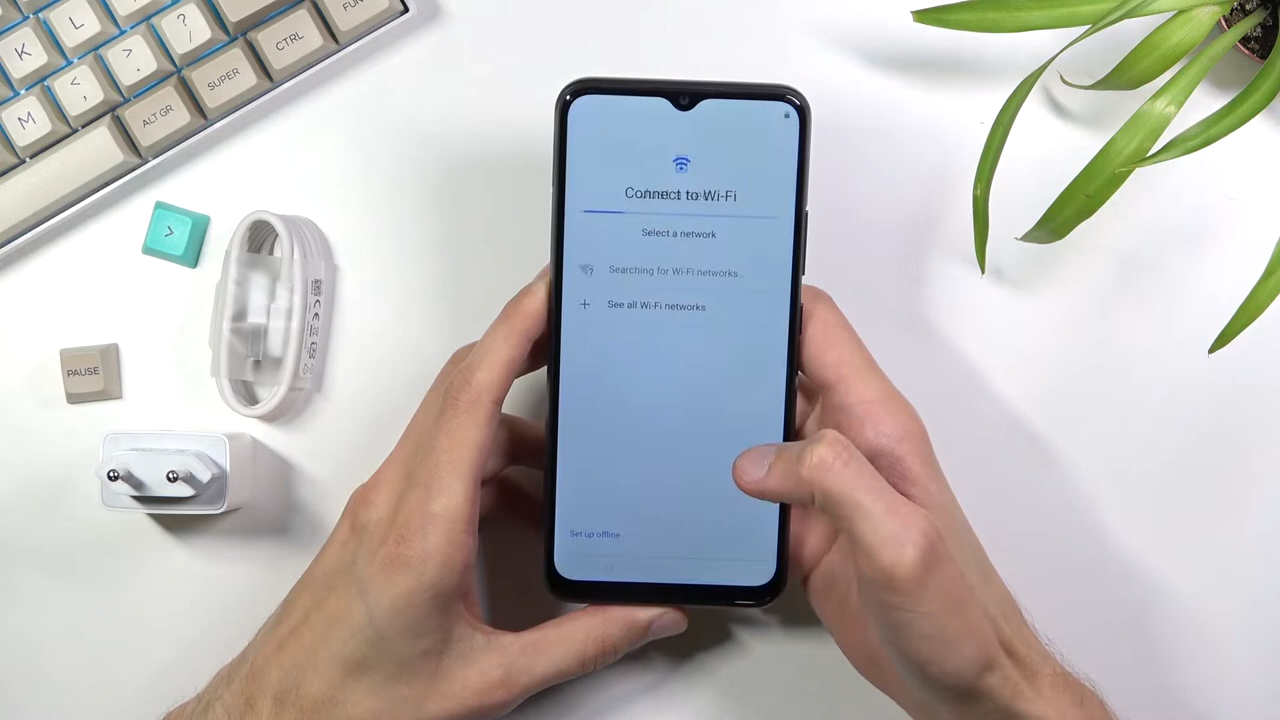 K
L
?
/
CTRL
M
<
,
>
.
ALT GR
SUPER
>
PAUSE
Connect to Wi-Fi
Select a network
Searching for Wi-Fi networks...
See all Wi-Fi networks
Set up offline